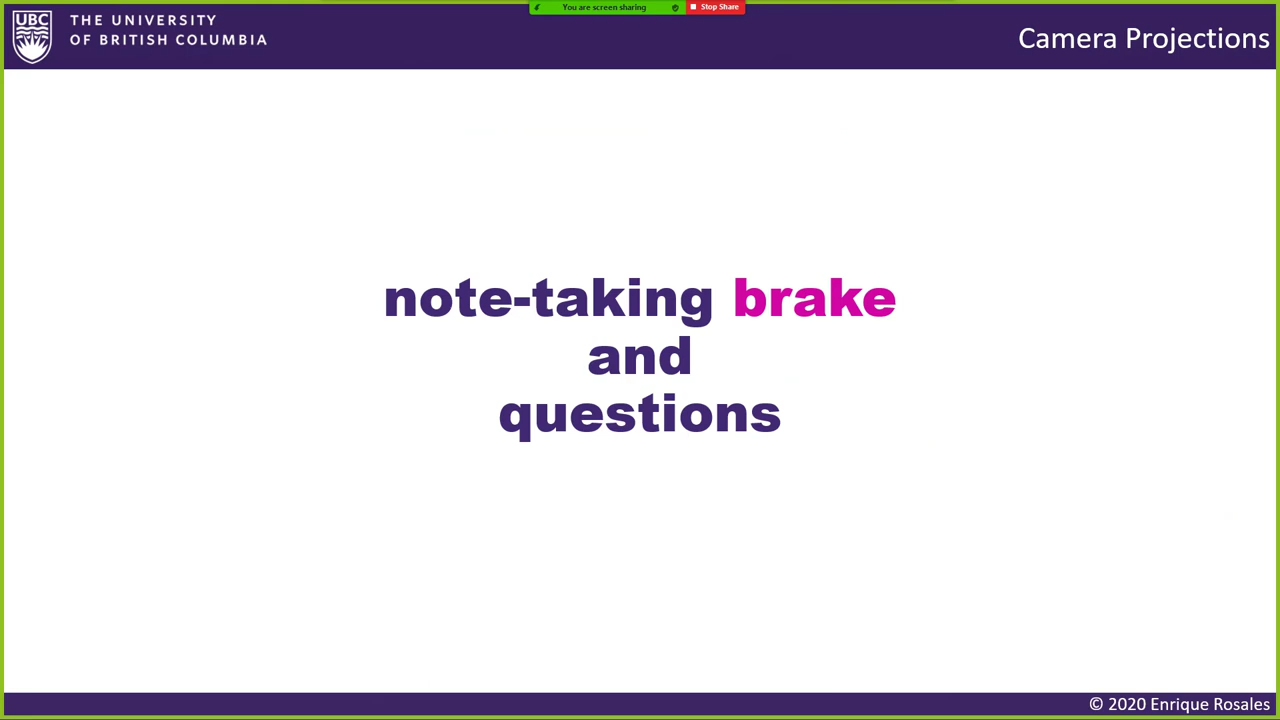 You are screen sharing
Stop Share
UBC
THE UNIVERSITY
OF BRITISH COLUMBIA
Camera Projections
note-taking brake
and
questions
© 2020 Enrique Rosales